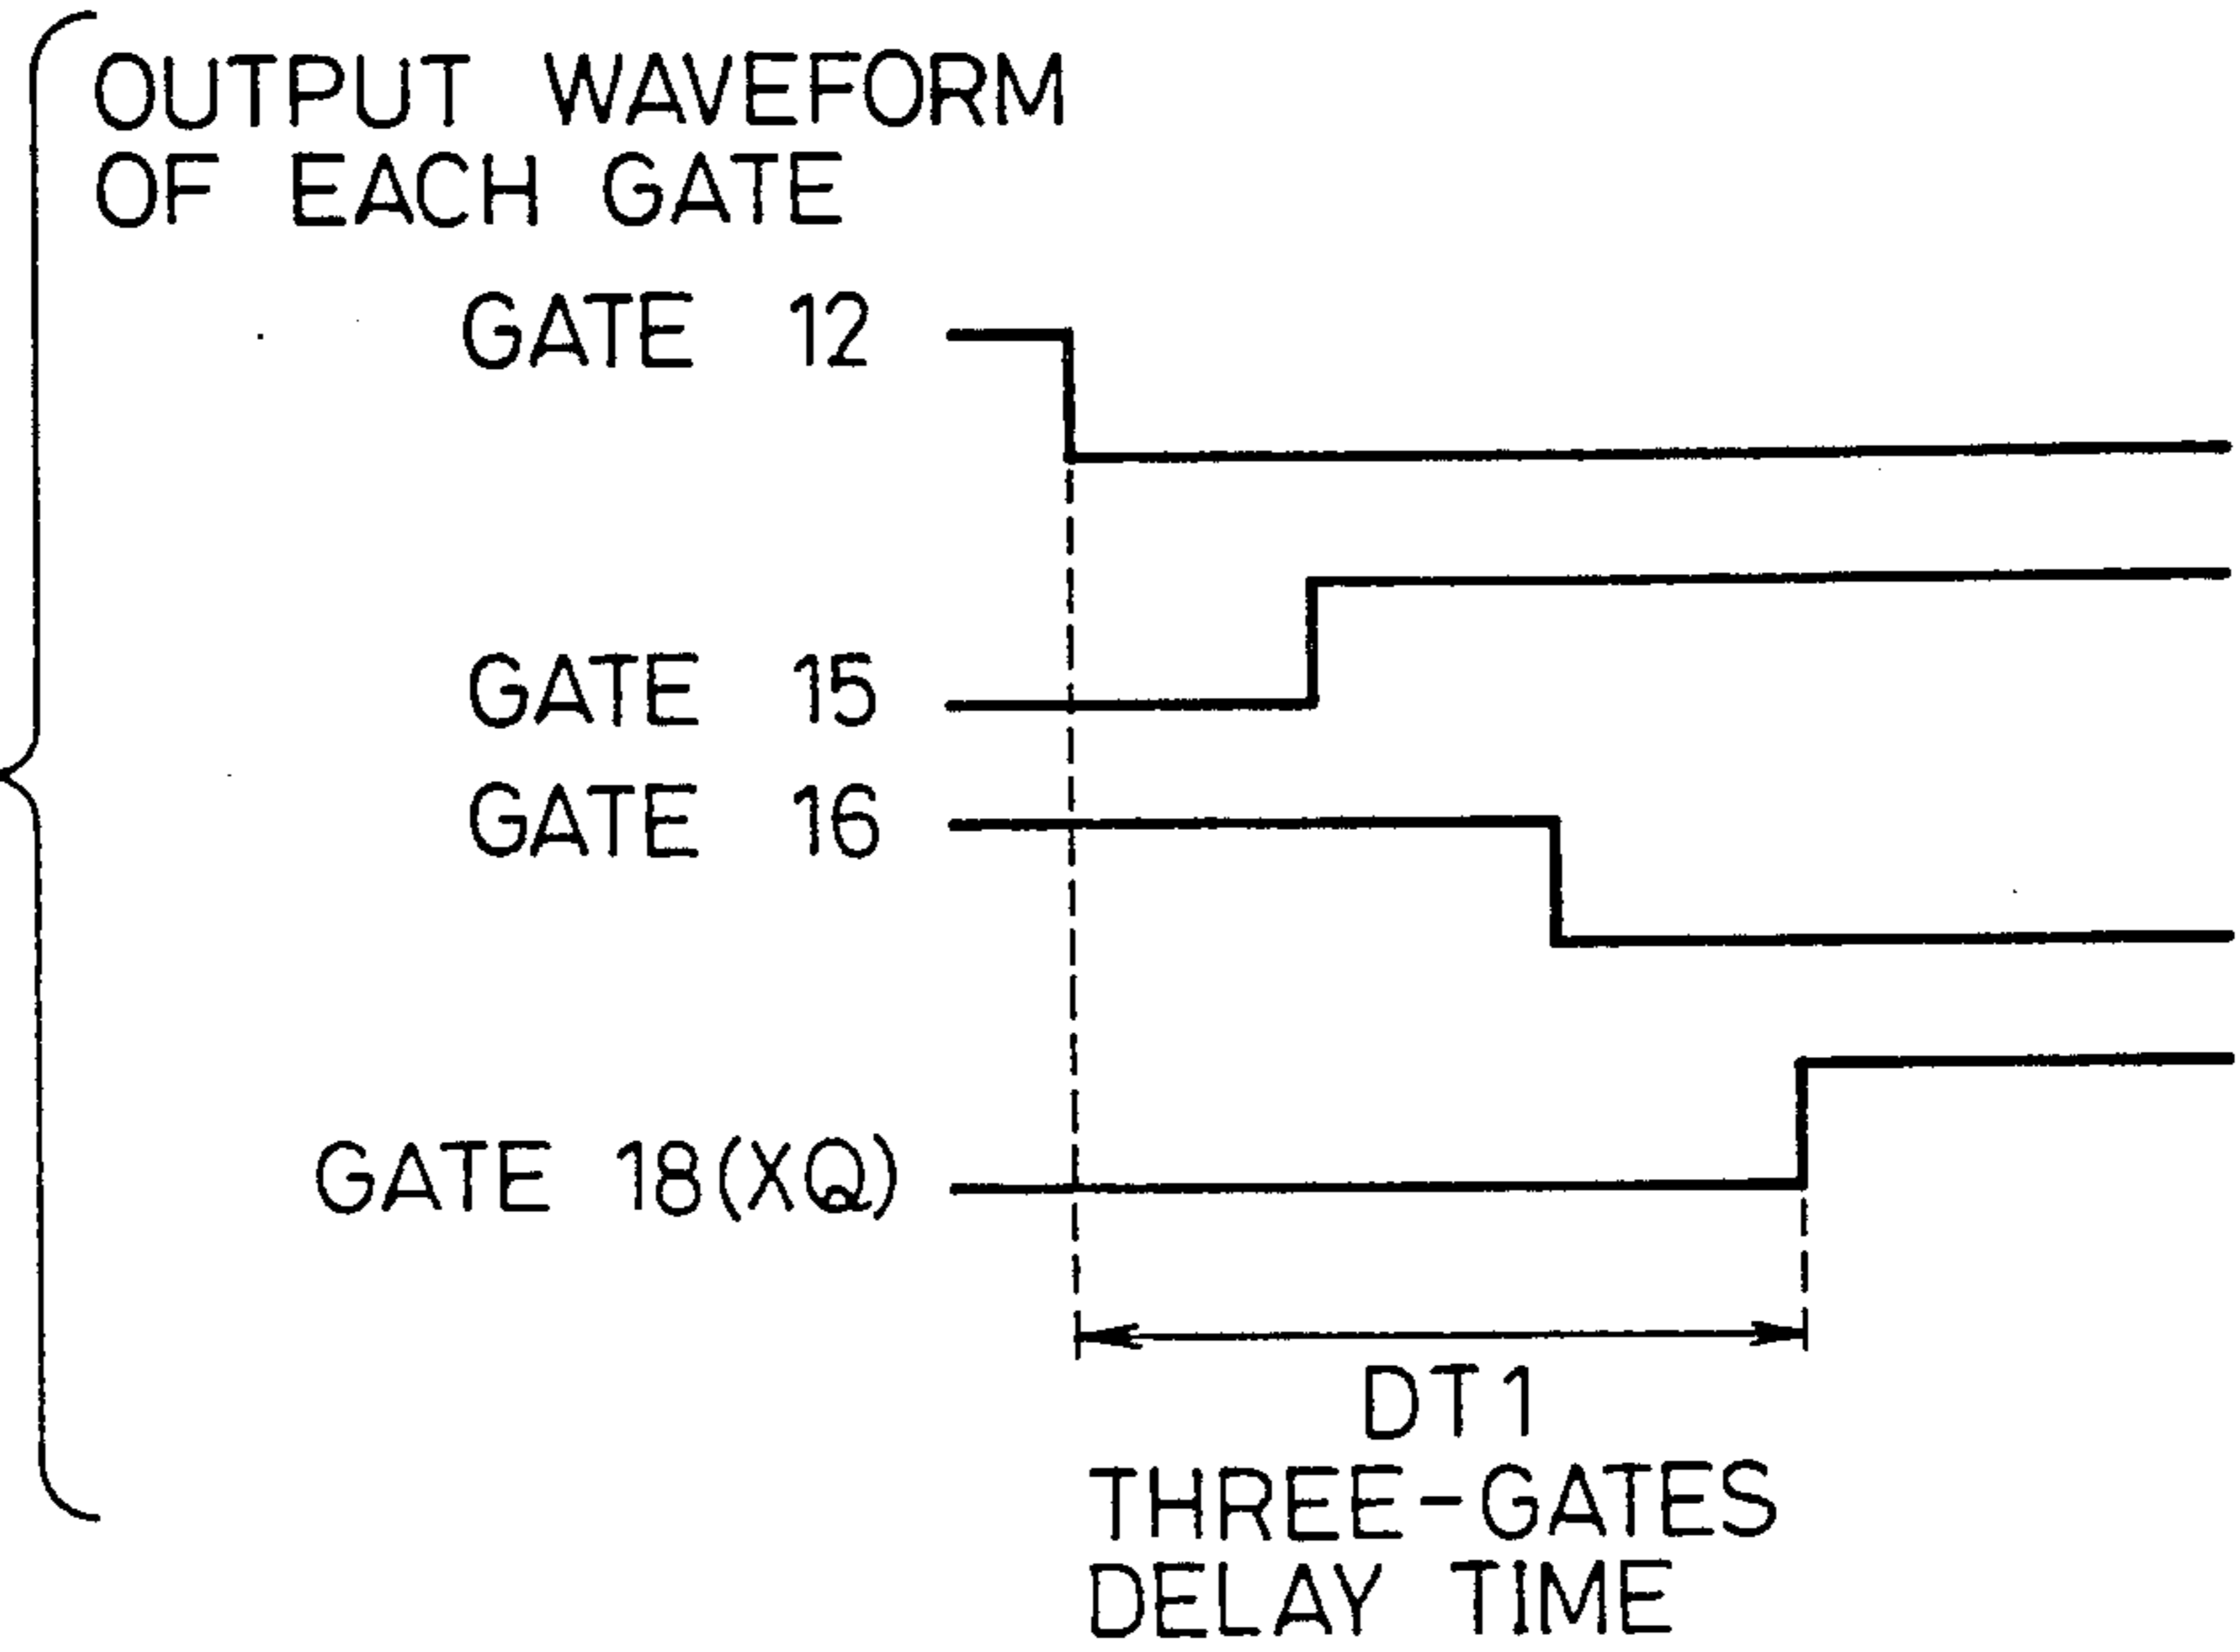 OUTPUT WAVEFORM
OF EACH GATE
GATE 12
GATE 15
GATE 16
GATE 18(XQ)
DT1
THREE-GATES
DELAY TIME